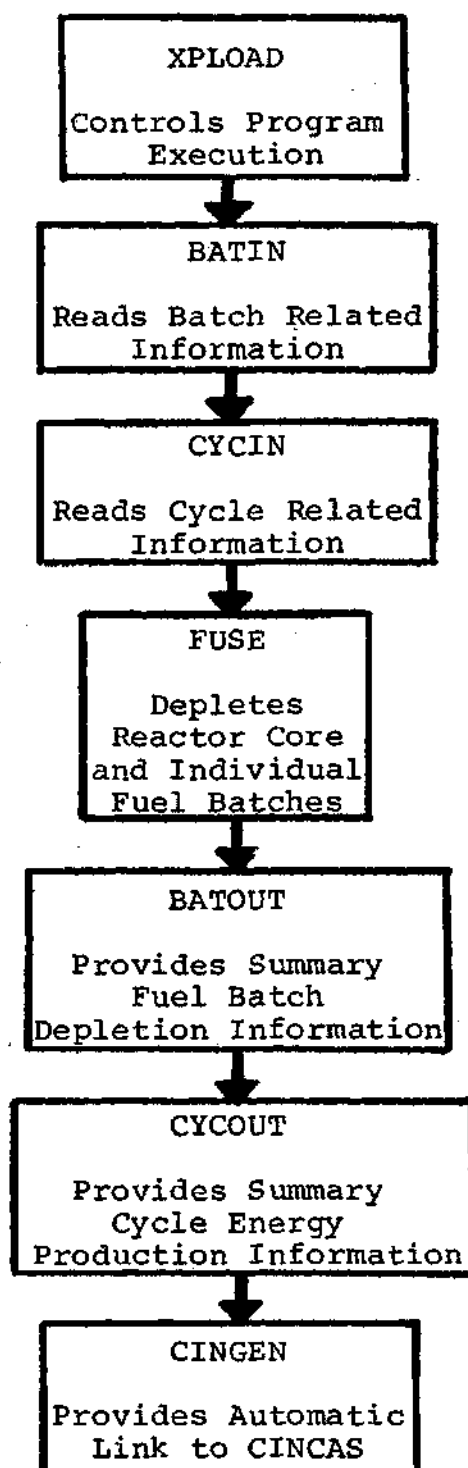 XPLOAD
Controls Program
Execution
BATIN
Reads Batch Related
Information
CYCIN
Reads Cycle Related
Information
FUSE
Depletes
Reactor Core
and Individual
Fuel Batches
BATOUT
Provides Summary
Fuel Batch
Depletion Information
CYCOUT
Provides Summary
Cycle Energy
Production Information
CINGEN
Provides Automatic
Link to CINCAS